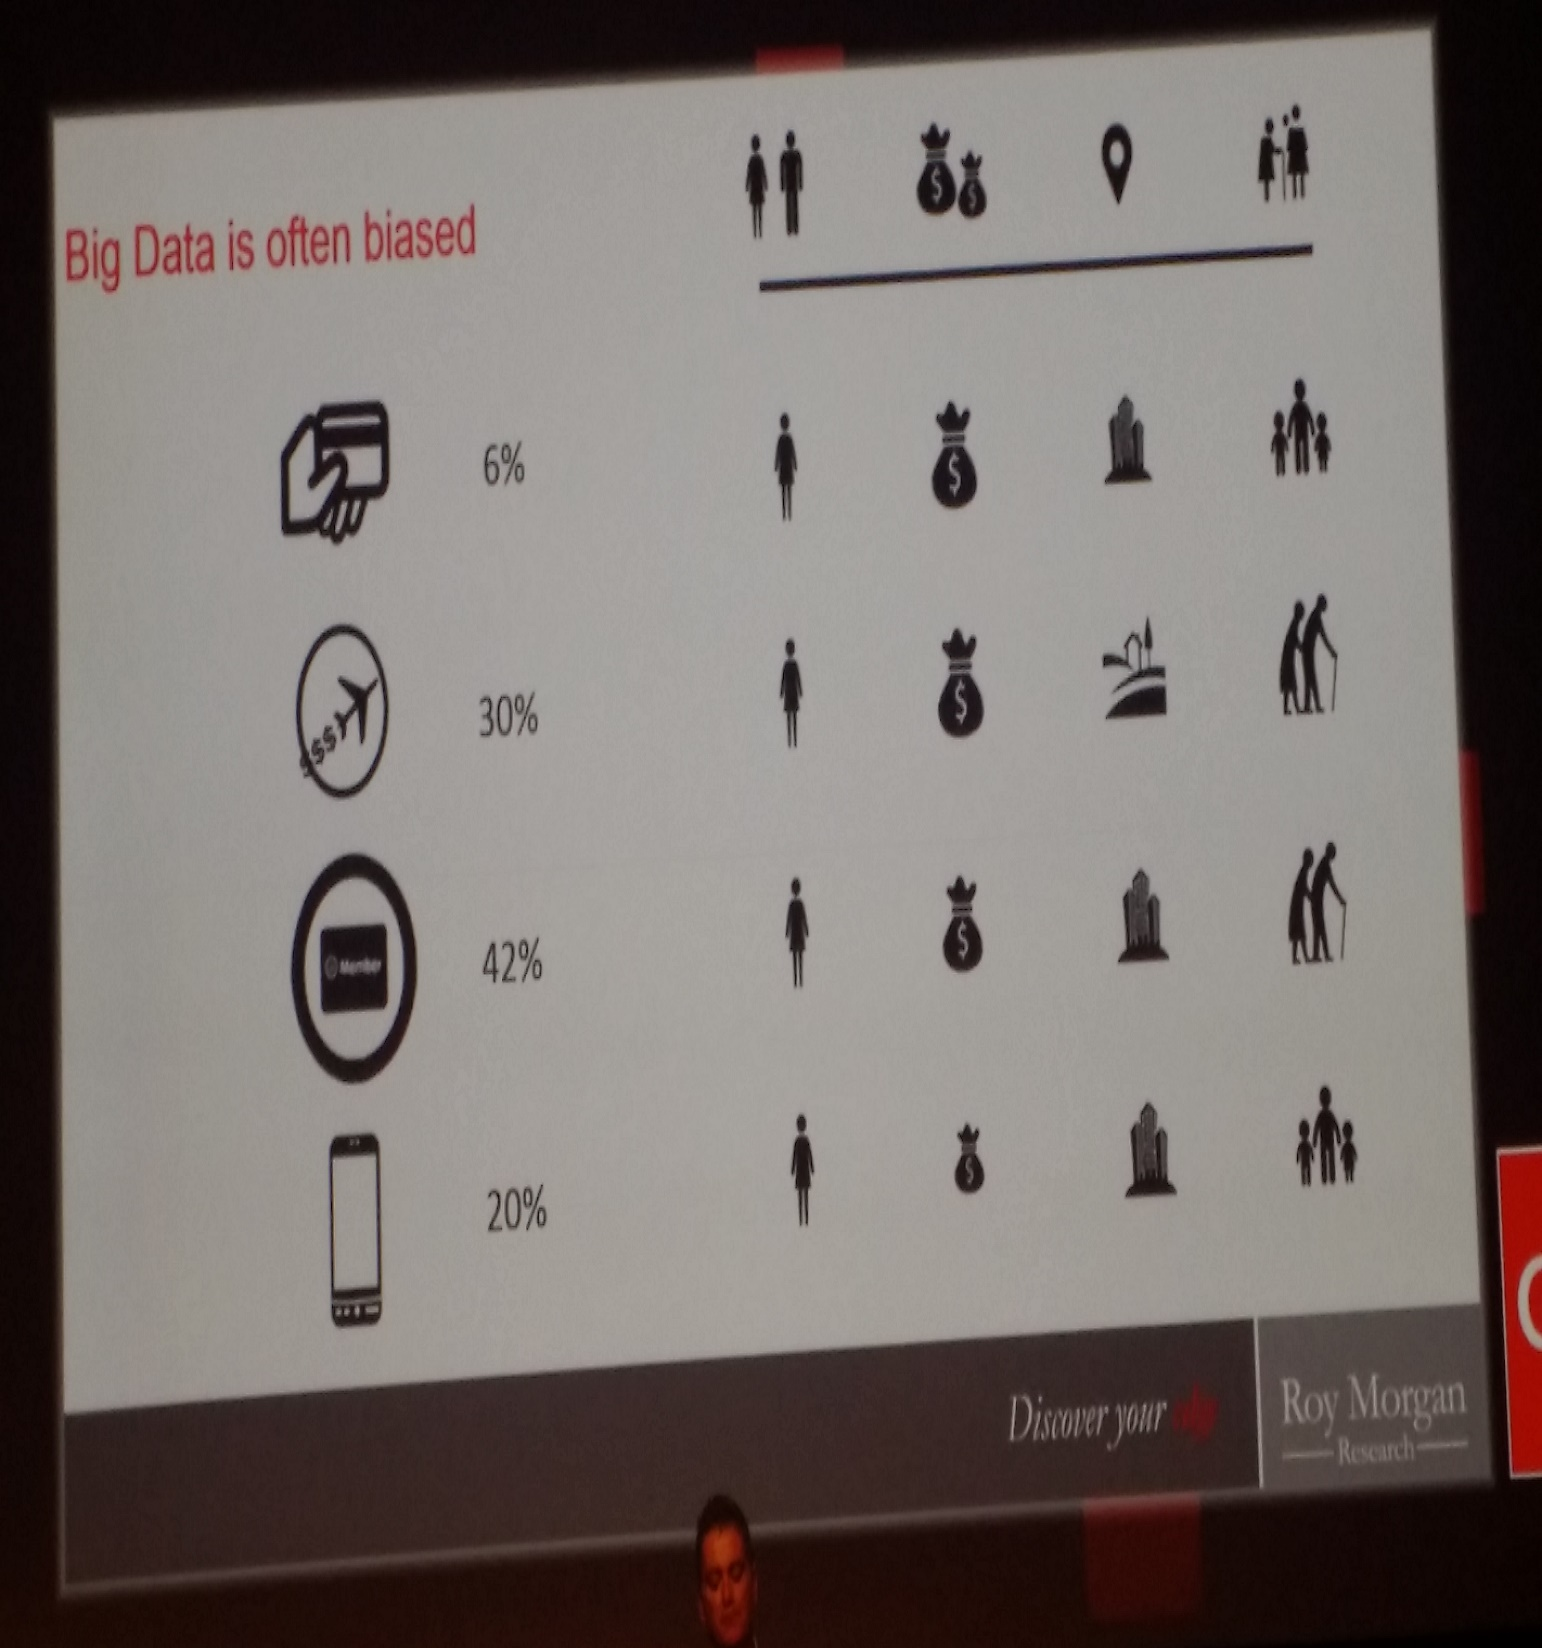 Big Data is often biased
$ $
6%
$
$$$
30%
$
Member
42%
$
20%
$
Discover your
Roy Morgan
Research